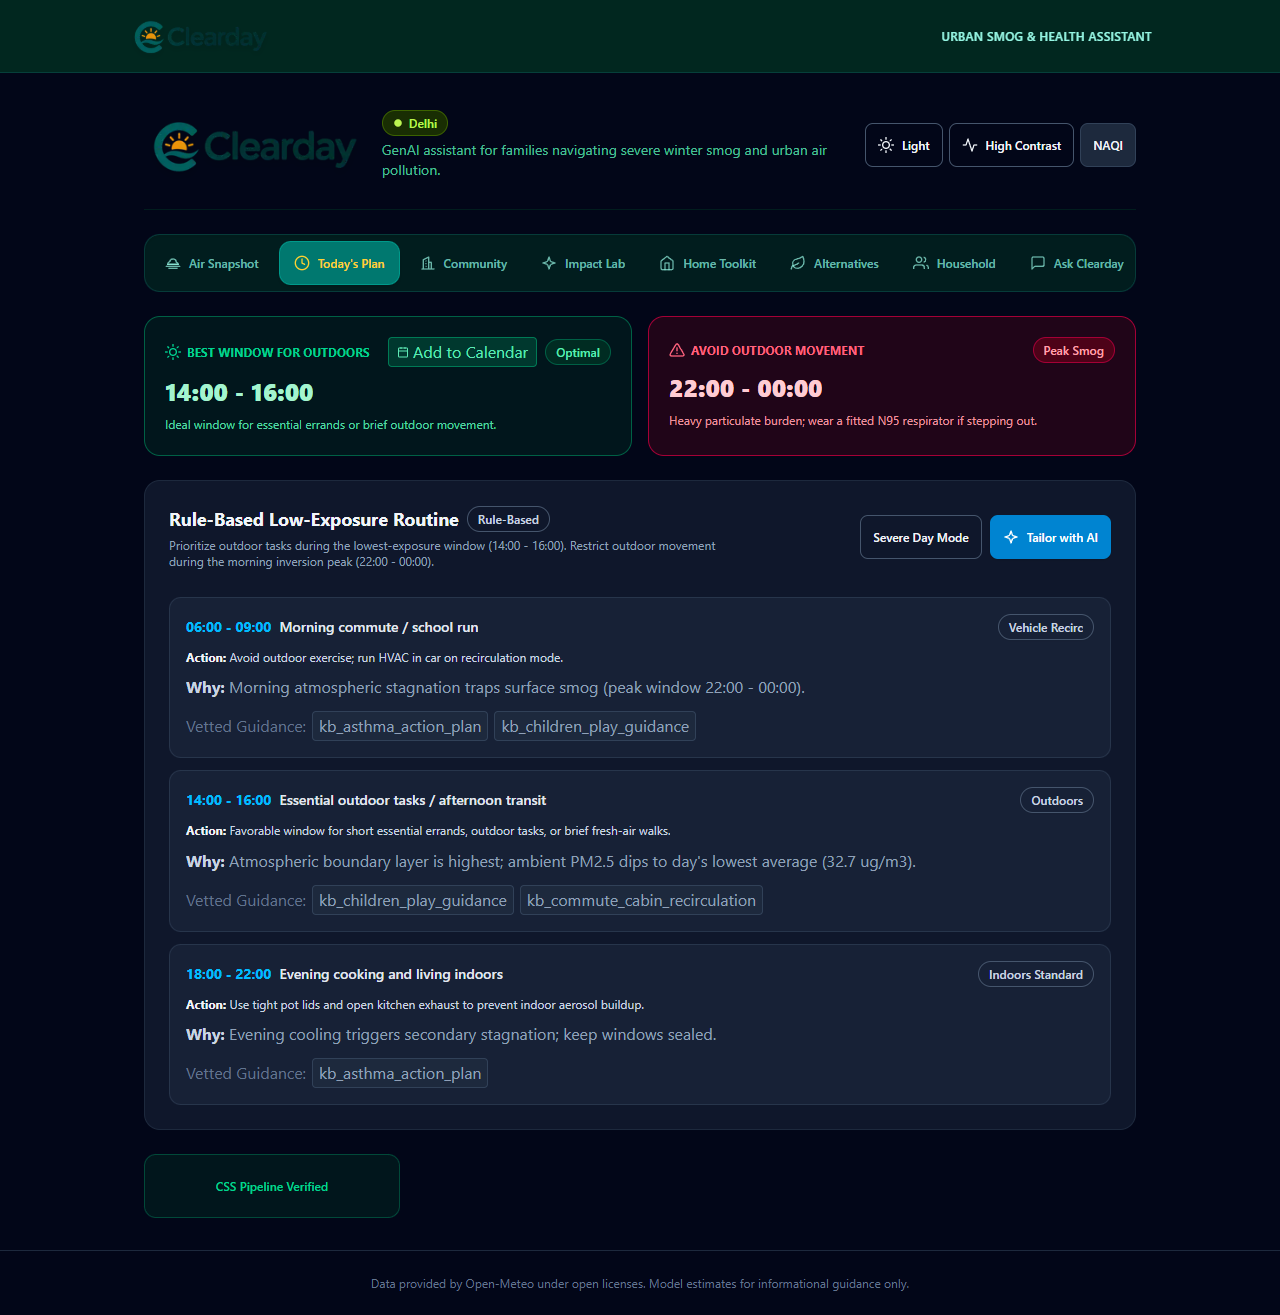 Clearday
URBAN SMOG & HEALTH ASSISTANT
Clearday
Delhi
GenAI assistant for families navigating severe winter smog and urban air
pollution.
Light
High Contrast
NAQI
Air Snapshot
Today's Plan
Community
Impact Lab
Home Toolkit
Alternatives
Household
Ask Clearday
BEST WINDOW FOR OUTDOORS
Add to Calendar
Optimal
14:00 - 16:00
Ideal window for essential errands or brief outdoor movement.
AVOID OUTDOOR MOVEMENT
Peak Smog
22:00 - 00:00
Heavy particulate burden; wear a fitted N95 respirator if stepping out.
Rule-Based Low-Exposure Routine
Rule-Based
Prioritize outdoor tasks during the lowest-exposure window (14:00 - 16:00). Restrict outdoor movement
during the morning inversion peak (22:00 - 00:00).
Severe Day Mode
Tailor with AI
06:00 - 09:00 Morning commute / school run
Vehicle Recirc
Action: Avoid outdoor exercise; run HVAC in car on recirculation mode.
Why: Morning atmospheric stagnation traps surface smog (peak window 22:00 - 00:00).
Vetted Guidance: kb_asthma_action_plan kb_children_play_guidance
14:00 - 16:00 Essential outdoor tasks / afternoon transit
Outdoors
Action: Favorable window for short essential errands, outdoor tasks, or brief fresh-air walks.
Why: Atmospheric boundary layer is highest; ambient PM2.5 dips to day's lowest average (32.7 ug/m3).
Vetted Guidance: kb_children_play_guidance kb_commute_cabin_recirculation
18:00 - 22:00 Evening cooking and living indoors
Indoors Standard
Action: Use tight pot lids and open kitchen exhaust to prevent indoor aerosol buildup.
Why: Evening cooling triggers secondary stagnation; keep windows sealed.
Vetted Guidance: kb_asthma_action_plan
CSS Pipeline Verified
Data provided by Open-Meteo under open licenses. Model estimates for informational guidance only.